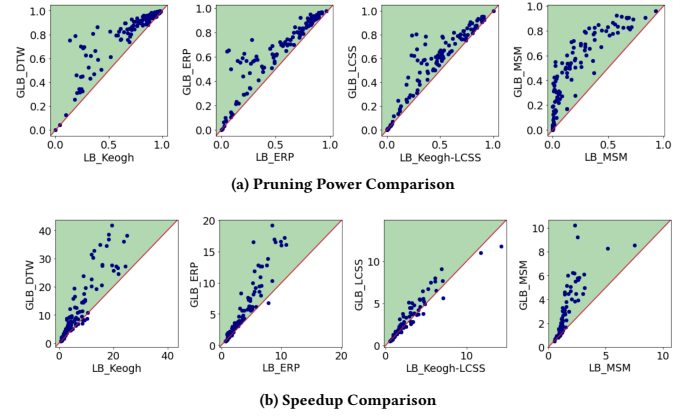 1.0
0.8
0.6
0.4
0.2
0.0
GLB_DTW
0.0 0.5 1.0
LB_Keogh
1.0
0.8
0.6
0.4
0.2
0.0
GLB_ERP
0.0 0.5 1.0
LB_ERP
1.0
0.8
0.6
0.4
0.2
0.0
GLB_LCSS
0.0 0.5 1.0
LB_Keogh-LCSS
1.0
0.8
0.6
0.4
0.2
0.0
GLB_MSM
0.0 0.5 1.0
LB_MSM
(a) Pruning Power Comparison
40
30
20
10
0
GLB_DTW
0 20 40
LB_Keogh
20
15
10
5
0
GLB_ERP
0 10 20
LB_ERP
10
5
0
GLB_LCSS
0 10
LB_Keogh-LCSS
10
8
6
4
2
0
GLB_MSM
0 5 10
LB_MSM
(b) Speedup Comparison